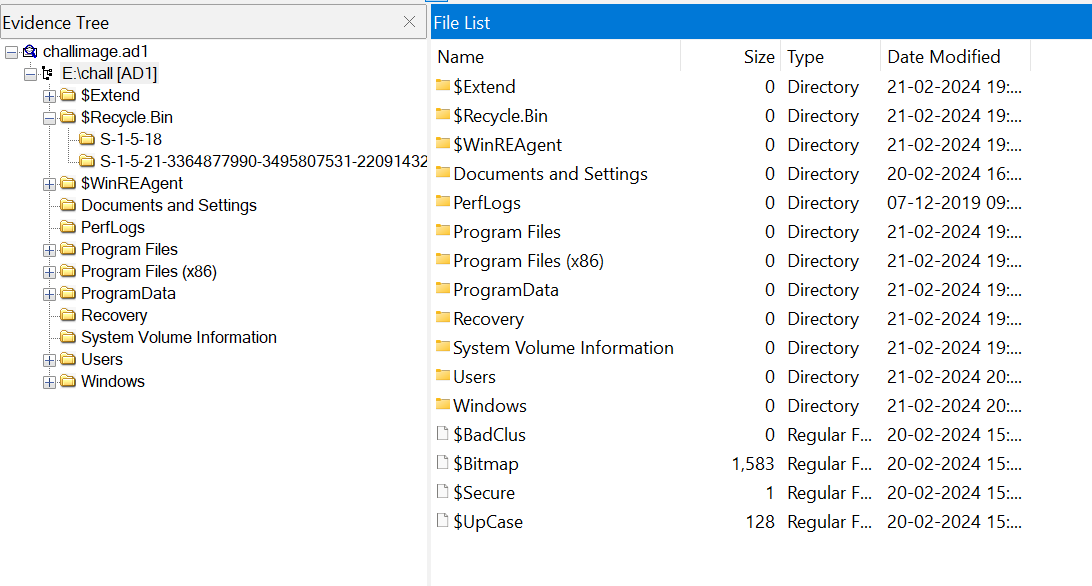 Evidence Tree
challimage.ad1
E:\chall [AD1]
$Extend
$Recycle.Bin
S-1-5-18
S-1-5-21-3364877990-3495807531-22091432
$WinREAgent
Documents and Settings
PerfLogs
Program Files
Program Files (x86)
ProgramData
Recovery
System Volume Information
Users
Windows
File List
Name Size Type Date Modified
$Extend 0 Directory 21-02-2024 19:...
$Recycle.Bin 0 Directory 21-02-2024 19:...
$WinREAgent 0 Directory 21-02-2024 19:...
Documents and Settings 0 Directory 20-02-2024 16:...
PerfLogs 0 Directory 07-12-2019 09:...
Program Files 0 Directory 21-02-2024 19:...
Program Files (x86) 0 Directory 21-02-2024 19:...
ProgramData 0 Directory 21-02-2024 19:...
Recovery 0 Directory 21-02-2024 19:...
System Volume Information 0 Directory 21-02-2024 19:...
Users 0 Directory 21-02-2024 20:...
Windows 0 Directory 21-02-2024 20:...
$BadClus 0 Regular F... 20-02-2024 15:...
$Bitmap 1,583 Regular F... 20-02-2024 15:...
$Secure 1 Regular F... 20-02-2024 15:...
$UpCase 128 Regular F... 20-02-2024 15:...